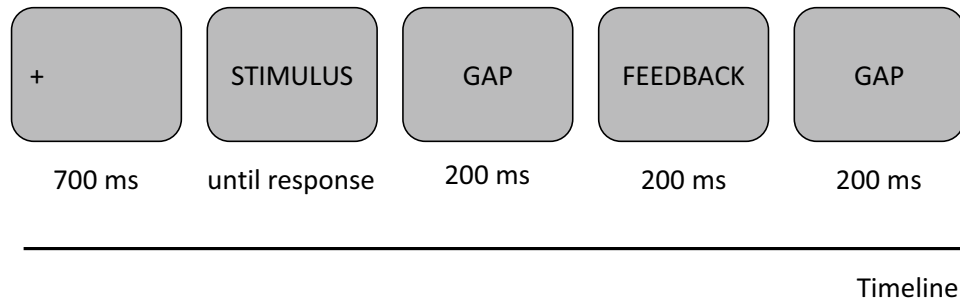 +
STIMULUS
GAP
FEEDBACK
GAP
700 ms
until response
200 ms
200 ms
200 ms
Timeline